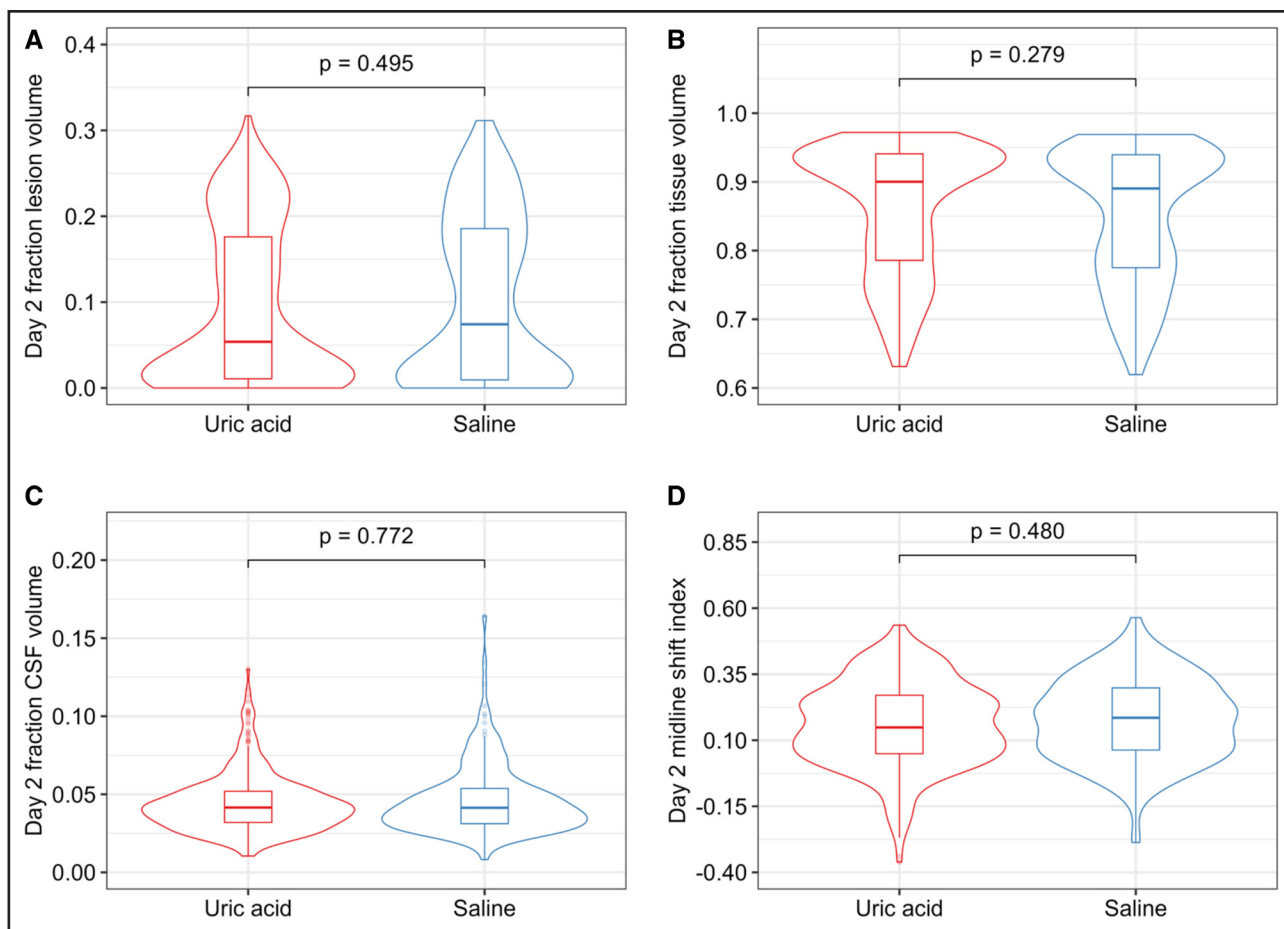 A
Day 2 fraction lesion volume
0.4
0.3
0.2
0.1
0.0
p = 0.495
Uric acid
Saline
B
Day 2 fraction tissue volume
1.0
0.9
0.8
0.7
0.6
p = 0.279
Uric acid
Saline
C
Day 2 fraction CSF volume
0.20
0.15
0.10
0.05
0.00
p = 0.772
Uric acid
Saline
D
Day 2 midline shift index
0.85
0.60
0.35
0.10
-0.15
-0.40
p = 0.480
Uric acid
Saline